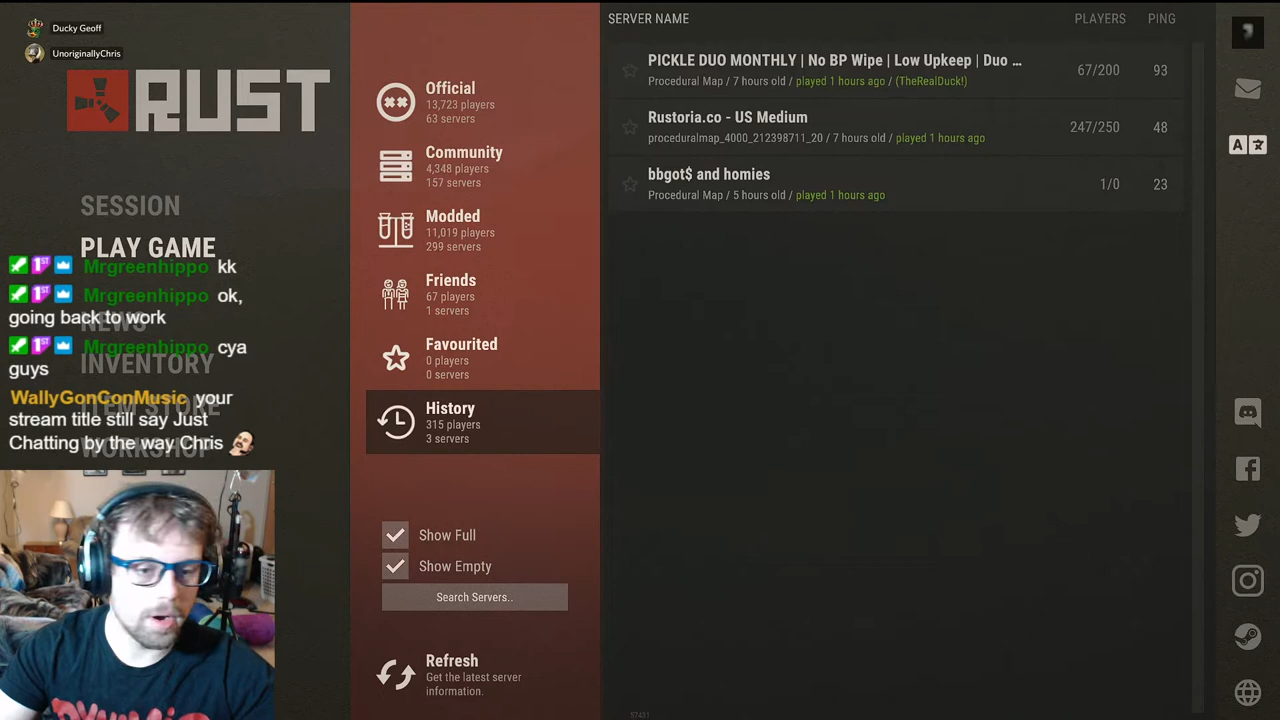 Ducky Geoff
UnoriginallyChris
RUST
SESSION
PLAY GAME
NEWS
INVENTORY
ITEM STORE
WORKSHOP
Mrgreenhippo kk
Mrgreenhippo ok,
going back to work
Mrgreenhippo cya
guys
WallyGonConMusic your
stream title still say Just
Chatting by the way Chris
Official
13,723 players
63 servers
Community
4,348 players
157 servers
Modded
11,019 players
299 servers
Friends
67 players
1 servers
Favourited
0 players
0 servers
History
315 players
3 servers
Show Full
Show Empty
Search Servers..
Refresh
Get the latest server
information.
SERVER NAME PLAYERS PING
PICKLE DUO MONTHLY | No BP Wipe | Low Upkeep | Duo ... 67/200 93
Procedural Map / 7 hours old / played 1 hours ago / (TheRealDuck!)
Rustoria.co - US Medium 247/250 48
proceduralmap_4000_212398711_20 / 7 hours old / played 1 hours ago
bbgot$ and homies 1/0 23
Procedural Map / 5 hours old / played 1 hours ago
A
57431